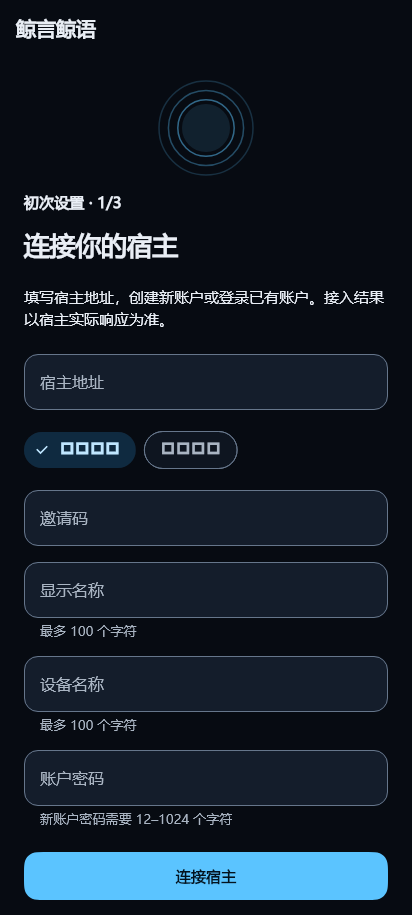 鲸言鲸语
初次设置 · 1/3
连接你的宿主
填写宿主地址，创建新账户或登录已有账户。接入结果
以宿主实际响应为准。
宿主地址
邀请码
显示名称
最多 100 个字符
设备名称
最多 100 个字符
账户密码
新账户密码需要 12–1024 个字符
连接宿主